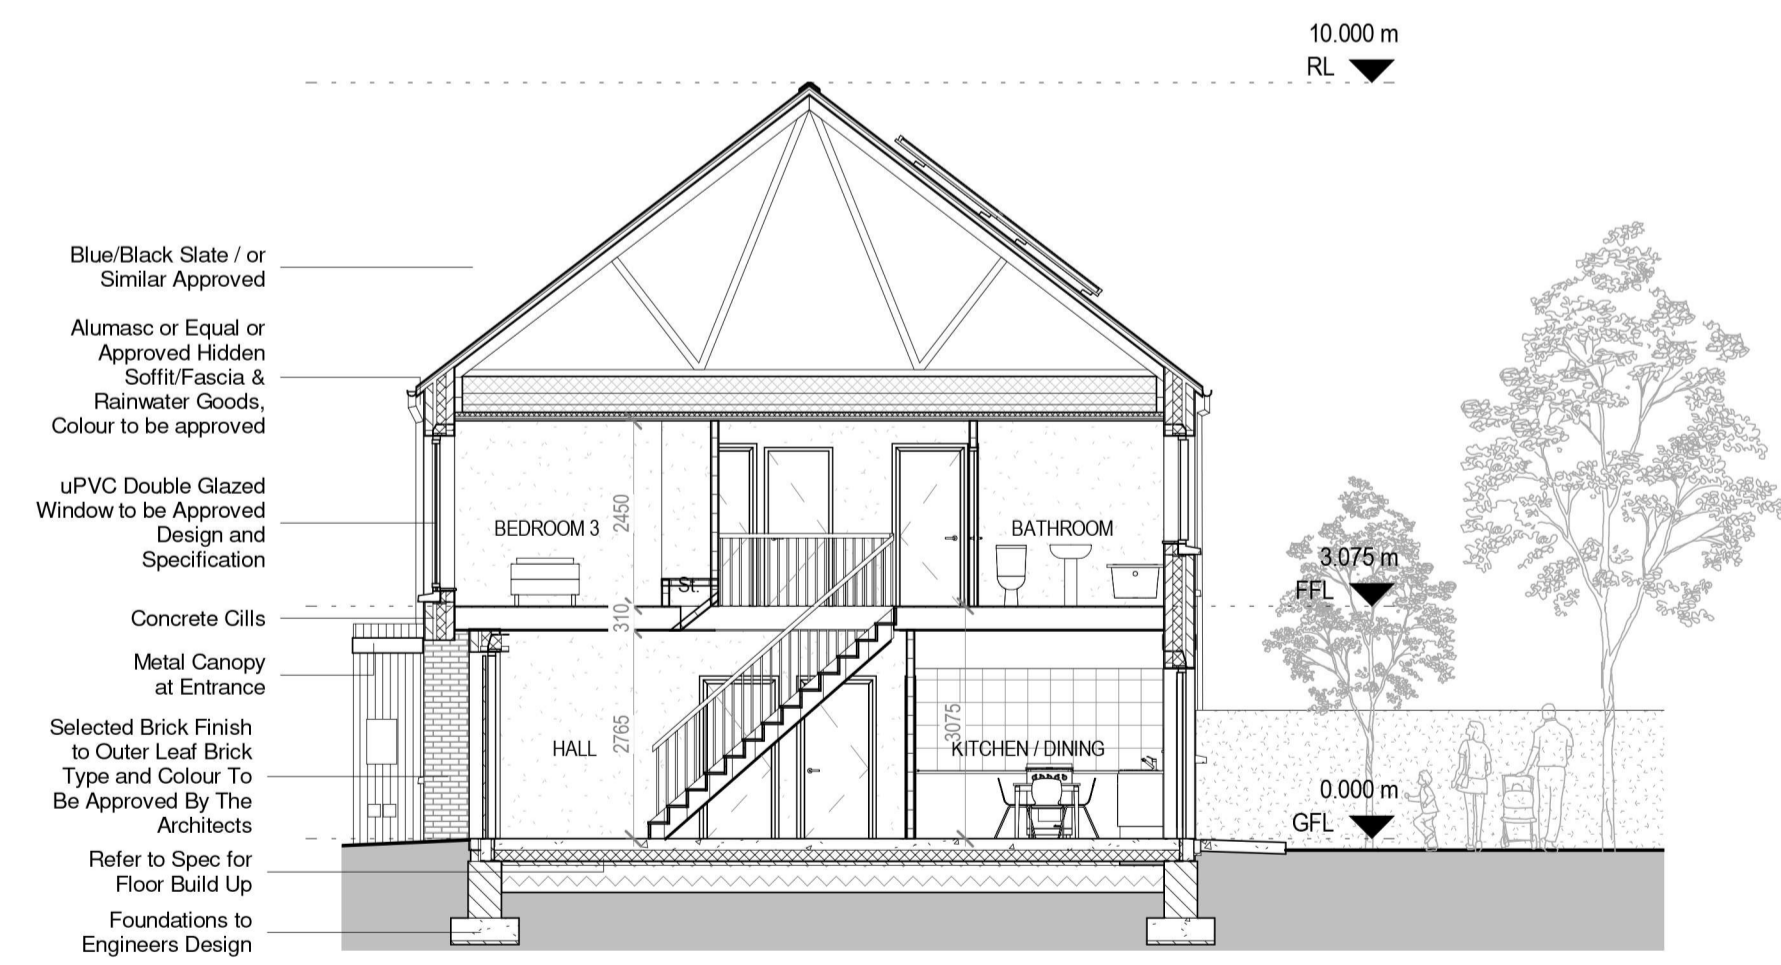 10.000 m
RL
Blue/Black Slate / or
Similar Approved
Alumasc or Equal or
Approved Hidden
Soffit/Fascia &
Rainwater Goods,
Colour to be approved
uPVC Double Glazed
Window to be Approved
Design and
Specification
Concrete Cills
Metal Canopy
at Entrance
Selected Brick Finish
to Outer Leaf Brick
Type and Colour To
Be Approved By The
Architects
Refer to Spec for
Floor Build Up
Foundations to
Engineers Design
BEDROOM 3
2450
St.
BATHROOM
310
HALL
2765
3075
KITCHEN / DINING
3.075 m
FFL
0.000 m
GFL